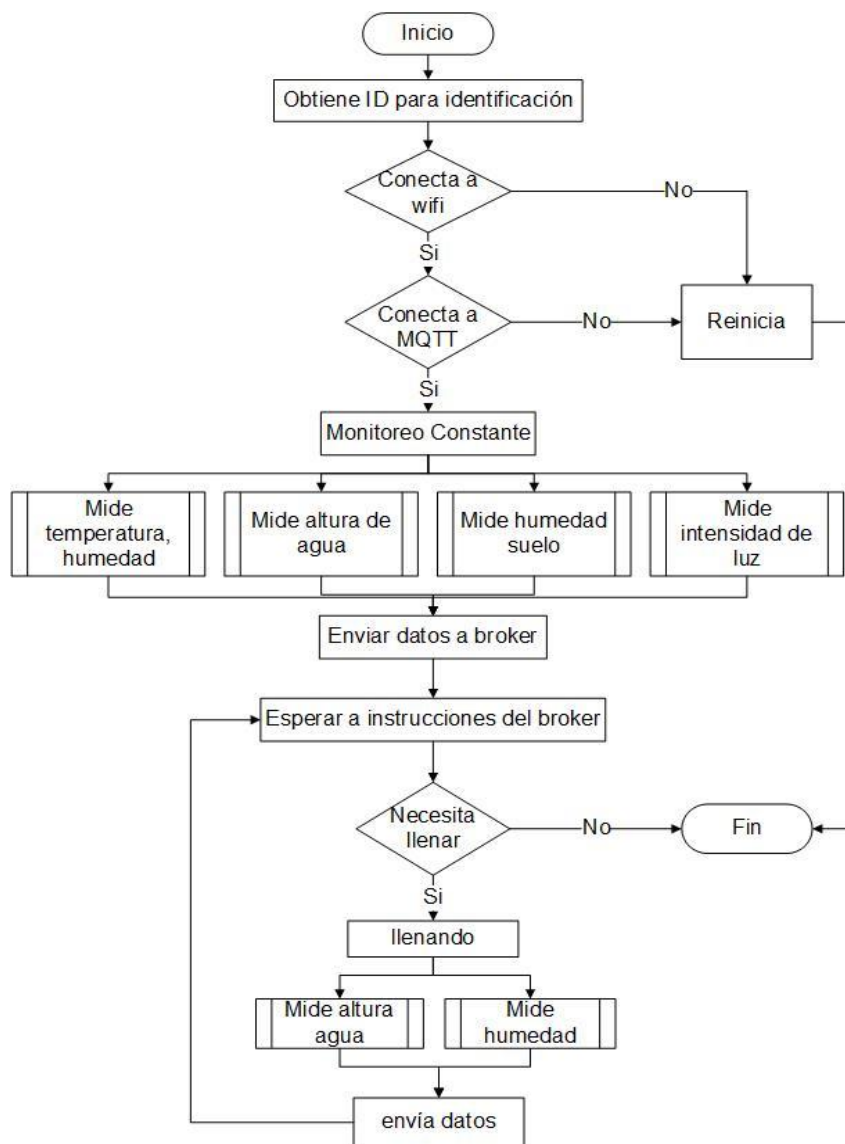 Inicio
Obtiene ID para identificación
Conecta a
wifi
No
Si
Conecta a
MQTT
No
Reinicia
Si
Monitoreo Constante
Mide
temperatura,
humedad
Mide altura de
agua
Mide humedad
suelo
Mide
intensidad de
luz
Enviar datos a broker
Esperar a instrucciones del broker
Necesita
llenar
No
Fin
Si
llenando
Mide altura
agua
Mide
humedad
envía datos